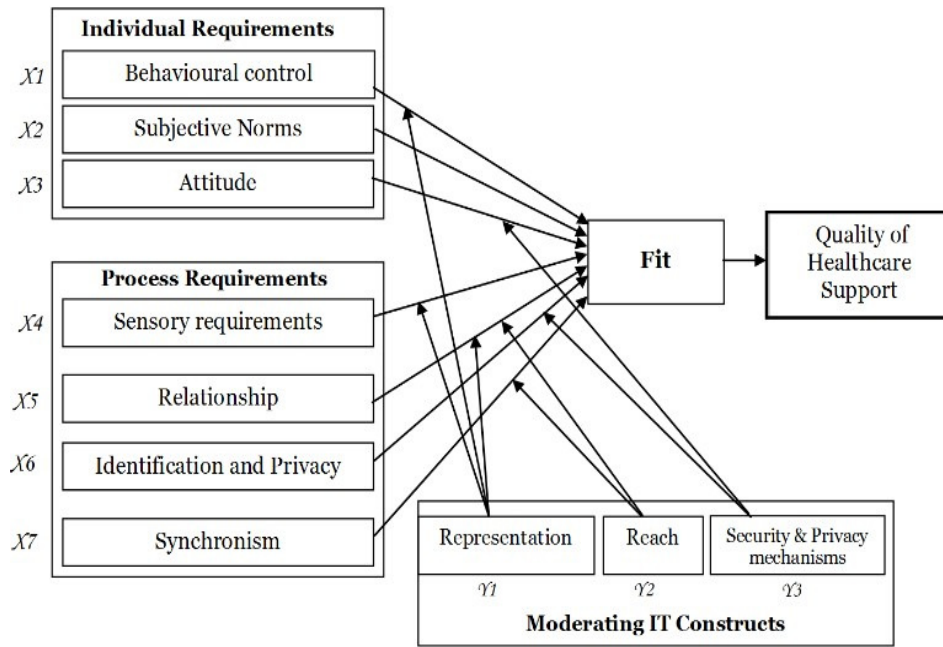 Individual Requirements
X1 Behavioural control
X2 Subjective Norms
X3 Attitude
Process Requirements
X4 Sensory requirements
X5 Relationship
X6 Identification and Privacy
X7 Synchronism
Fit
Quality of
Healthcare
Support
Representation
Reach
Security & Privacy
mechanisms
Y1 Y2 Y3
Moderating IT Constructs